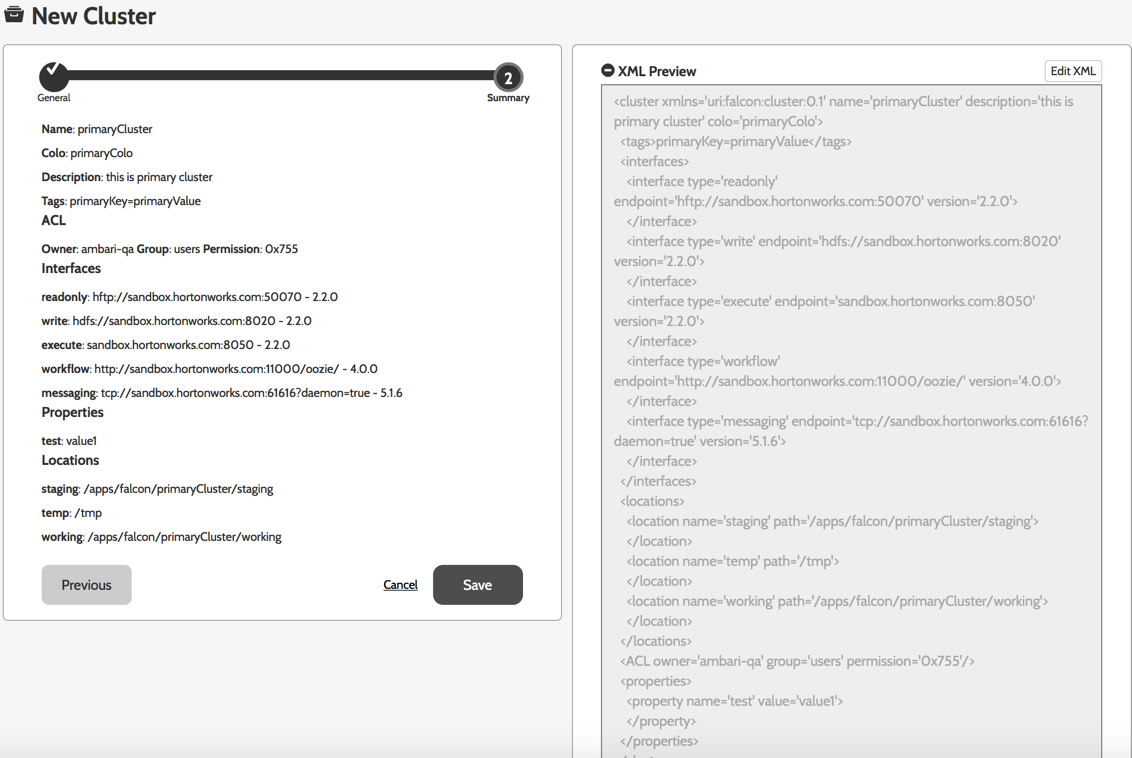 New Cluster
2
General
Summary
Name: primaryCluster
Colo: primaryColo
Description: this is primary cluster
Tags: primaryKey=primaryValue
ACL
Owner: ambari-qa Group: users Permission: 0x755
Interfaces
readonly: hftp://sandbox.hortonworks.com:50070 - 2.2.0
write: hdfs://sandbox.hortonworks.com:8020 - 2.2.0
execute: sandbox.hortonworks.com:8050 - 2.2.0
workflow: http://sandbox.hortonworks.com:11000/oozie/ - 4.0.0
messaging: tcp://sandbox.hortonworks.com:61616?daemon=true - 5.1.6
Properties
test: value1
Locations
staging: /apps/falcon/primaryCluster/staging
temp: /tmp
working: /apps/falcon/primaryCluster/working
Previous
Cancel
Save
XML Preview
Edit XML
<cluster xmlns='uri:falcon:cluster:0.1' name='primaryCluster' description='this is
primary cluster' colo='primaryColo'>
<tags>primaryKey=primaryValue</tags>
<interfaces>
<interface type='readonly'
endpoint='hftp://sandbox.hortonworks.com:50070' version='2.2.0'>
</interface>
<interface type='write' endpoint='hdfs://sandbox.hortonworks.com:8020'
version='2.2.0'>
</interface>
<interface type='execute' endpoint='sandbox.hortonworks.com:8050'
version='2.2.0'>
</interface>
<interface type='workflow'
endpoint='http://sandbox.hortonworks.com:11000/oozie/' version='4.0.0'>
</interface>
<interface type='messaging' endpoint='tcp://sandbox.hortonworks.com:61616?
daemon=true' version='5.1.6'>
</interface>
</interfaces>
<locations>
<location name='staging' path='/apps/falcon/primaryCluster/staging'>
</location>
<location name='temp' path='/tmp'>
</location>
<location name='working' path='/apps/falcon/primaryCluster/working'>
</location>
</locations>
<ACL owner='ambari-qa' group='users' permission='0x755'/>
<properties>
<property name='test' value='value1'>
</property>
</properties>